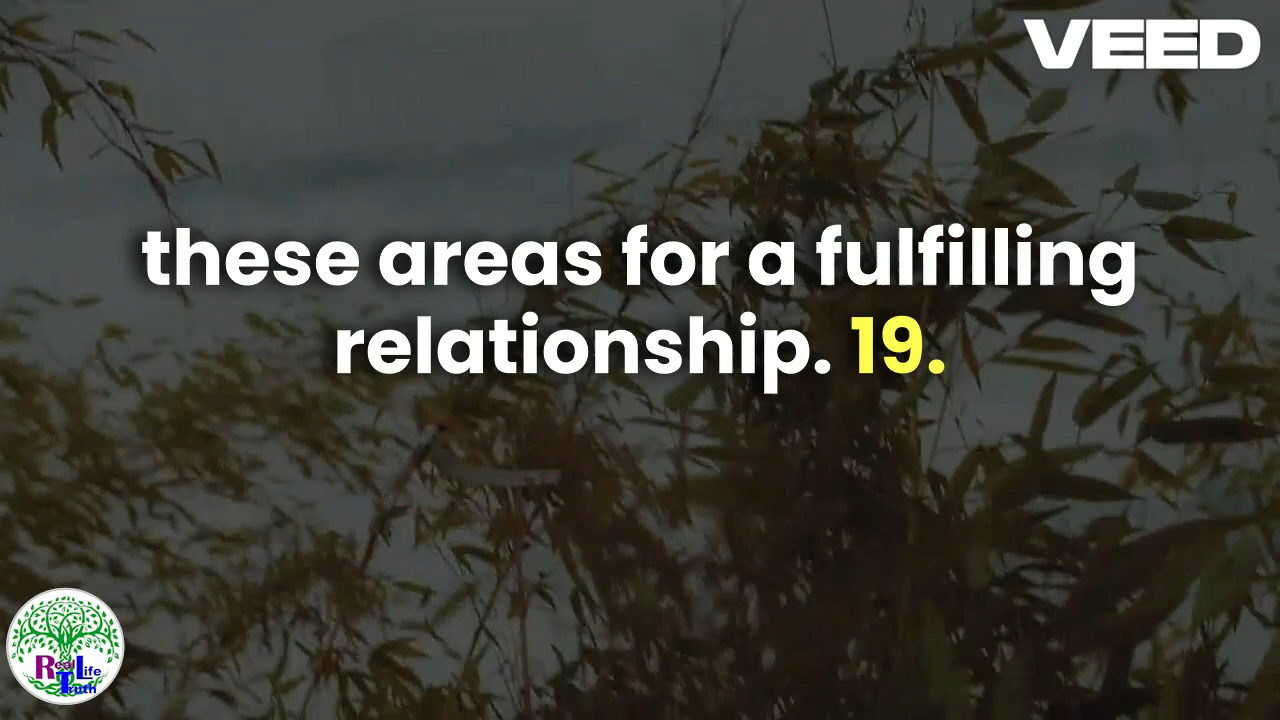 VEED
these areas for a fulfilling
relationship. 19.
Real Life
Truth